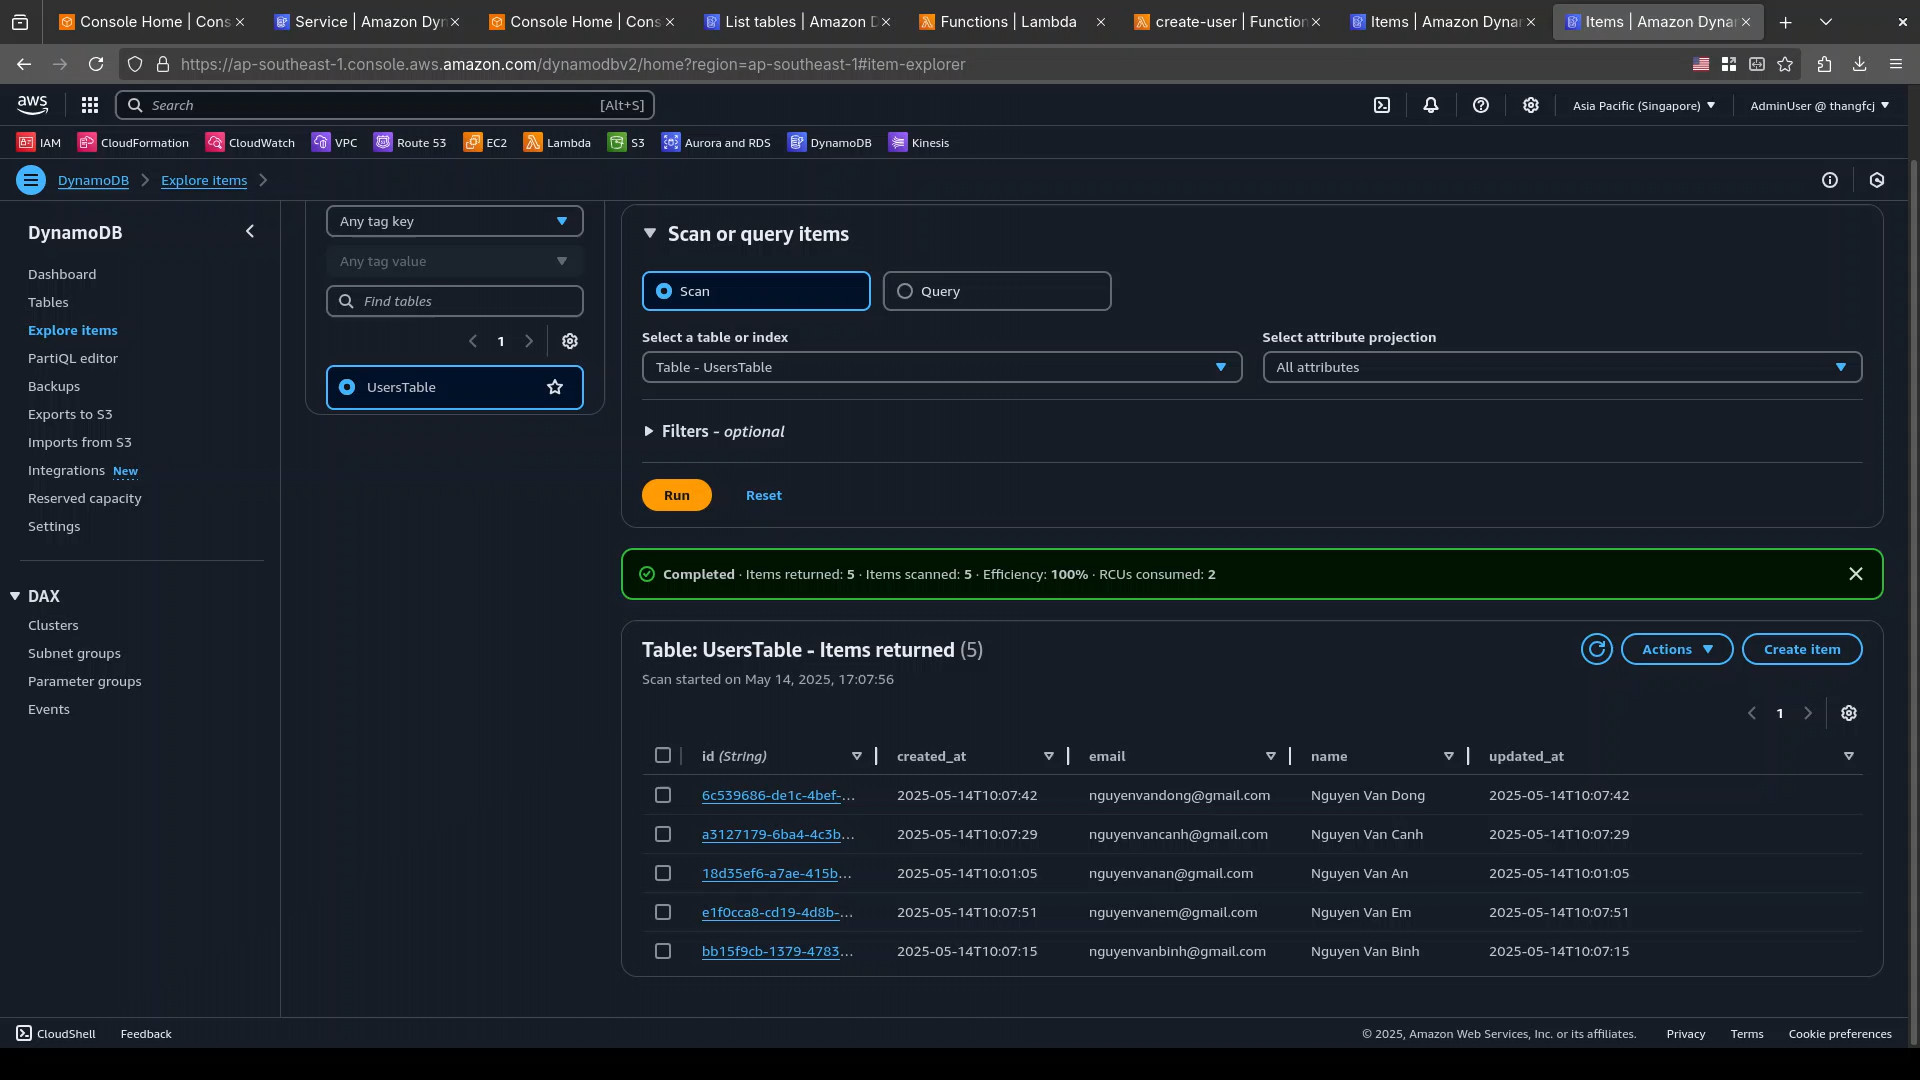 Console Home | Cons
Service | Amazon Dyn
Console Home | Cons
List tables | Amazon D
Functions | Lambda
create-user | Function
Items | Amazon Dynar
Items | Amazon Dyna
https://ap-southeast-1.console.aws.amazon.com/dynamodbv2/home?region=ap-southeast-1#item-explorer
aws
Search
[Alt+S]
Asia Pacific (Singapore)
AdminUser @ thangfcj
IAM
CloudFormation
CloudWatch
VPC
Route 53
EC2
Lambda
S3
Aurora and RDS
DynamoDB
Kinesis
DynamoDB
Explore items
DynamoDB
Dashboard
Tables
Explore items
PartiQL editor
Backups
Exports to S3
Imports from S3
Integrations New
Reserved capacity
Settings
DAX
Clusters
Subnet groups
Parameter groups
Events
Any tag key
Any tag value
Find tables
1
UsersTable
Scan or query items
Scan
Query
Select a table or index
Table - UsersTable
Select attribute projection
All attributes
Filters - optional
Run
Reset
Completed · Items returned: 5 · Items scanned: 5 · Efficiency: 100% · RCUs consumed: 2
Table: UsersTable - Items returned (5)
Scan started on May 14, 2025, 17:07:56
Actions
Create item
1
id (String) created_at email name updated_at
6c539686-de1c-4bef-... 2025-05-14T10:07:42 nguyenvandong@gmail.com Nguyen Van Dong 2025-05-14T10:07:42
a3127179-6ba4-4c3b... 2025-05-14T10:07:29 nguyenvancanh@gmail.com Nguyen Van Canh 2025-05-14T10:07:29
18d35ef6-a7ae-415b... 2025-05-14T10:01:05 nguyenvanan@gmail.com Nguyen Van An 2025-05-14T10:01:05
e1f0cca8-cd19-4d8b-... 2025-05-14T10:07:51 nguyenvanem@gmail.com Nguyen Van Em 2025-05-14T10:07:51
bb15f9cb-1379-4783... 2025-05-14T10:07:15 nguyenvanbinh@gmail.com Nguyen Van Binh 2025-05-14T10:07:15
CloudShell
Feedback
© 2025, Amazon Web Services, Inc. or its affiliates.
Privacy
Terms
Cookie preferences